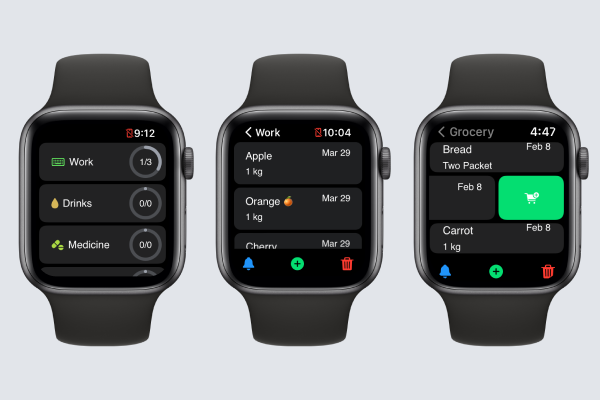 9:12
Work 1/3
Drinks 0/0
Medicine 0/0
Work 10:04
Apple Mar 29
1 kg
Orange 🍊 Mar 29
1 kg
Cherry Mar 29
Grocery 4:47
Bread Feb 8
Two Packet
Feb 8
Carrot Feb 8
1 kg